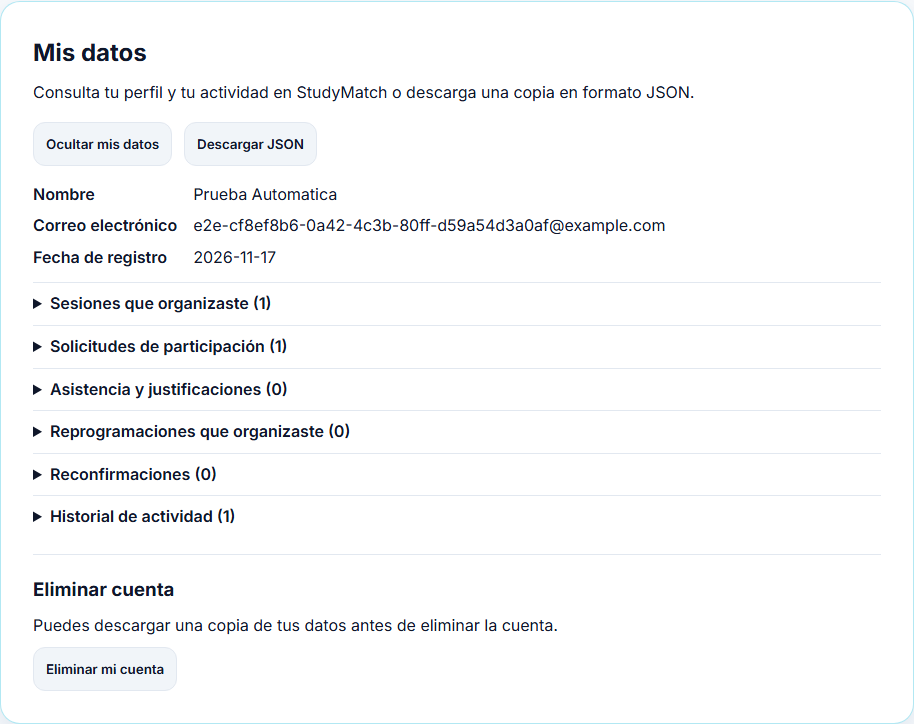 Mis datos
Consulta tu perfil y tu actividad en StudyMatch o descarga una copia en formato JSON.
Ocultar mis datos
Descargar JSON
Nombre Prueba Automatica
Correo electrónico e2e-cf8ef8b6-0a42-4c3b-80ff-d59a54d3a0af@example.com
Fecha de registro 2026-11-17
Sesiones que organizaste (1)
Solicitudes de participación (1)
Asistencia y justificaciones (0)
Reprogramaciones que organizaste (0)
Reconfirmaciones (0)
Historial de actividad (1)
Eliminar cuenta
Puedes descargar una copia de tus datos antes de eliminar la cuenta.
Eliminar mi cuenta